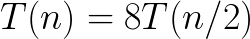 T(n) = 8T(n/2)